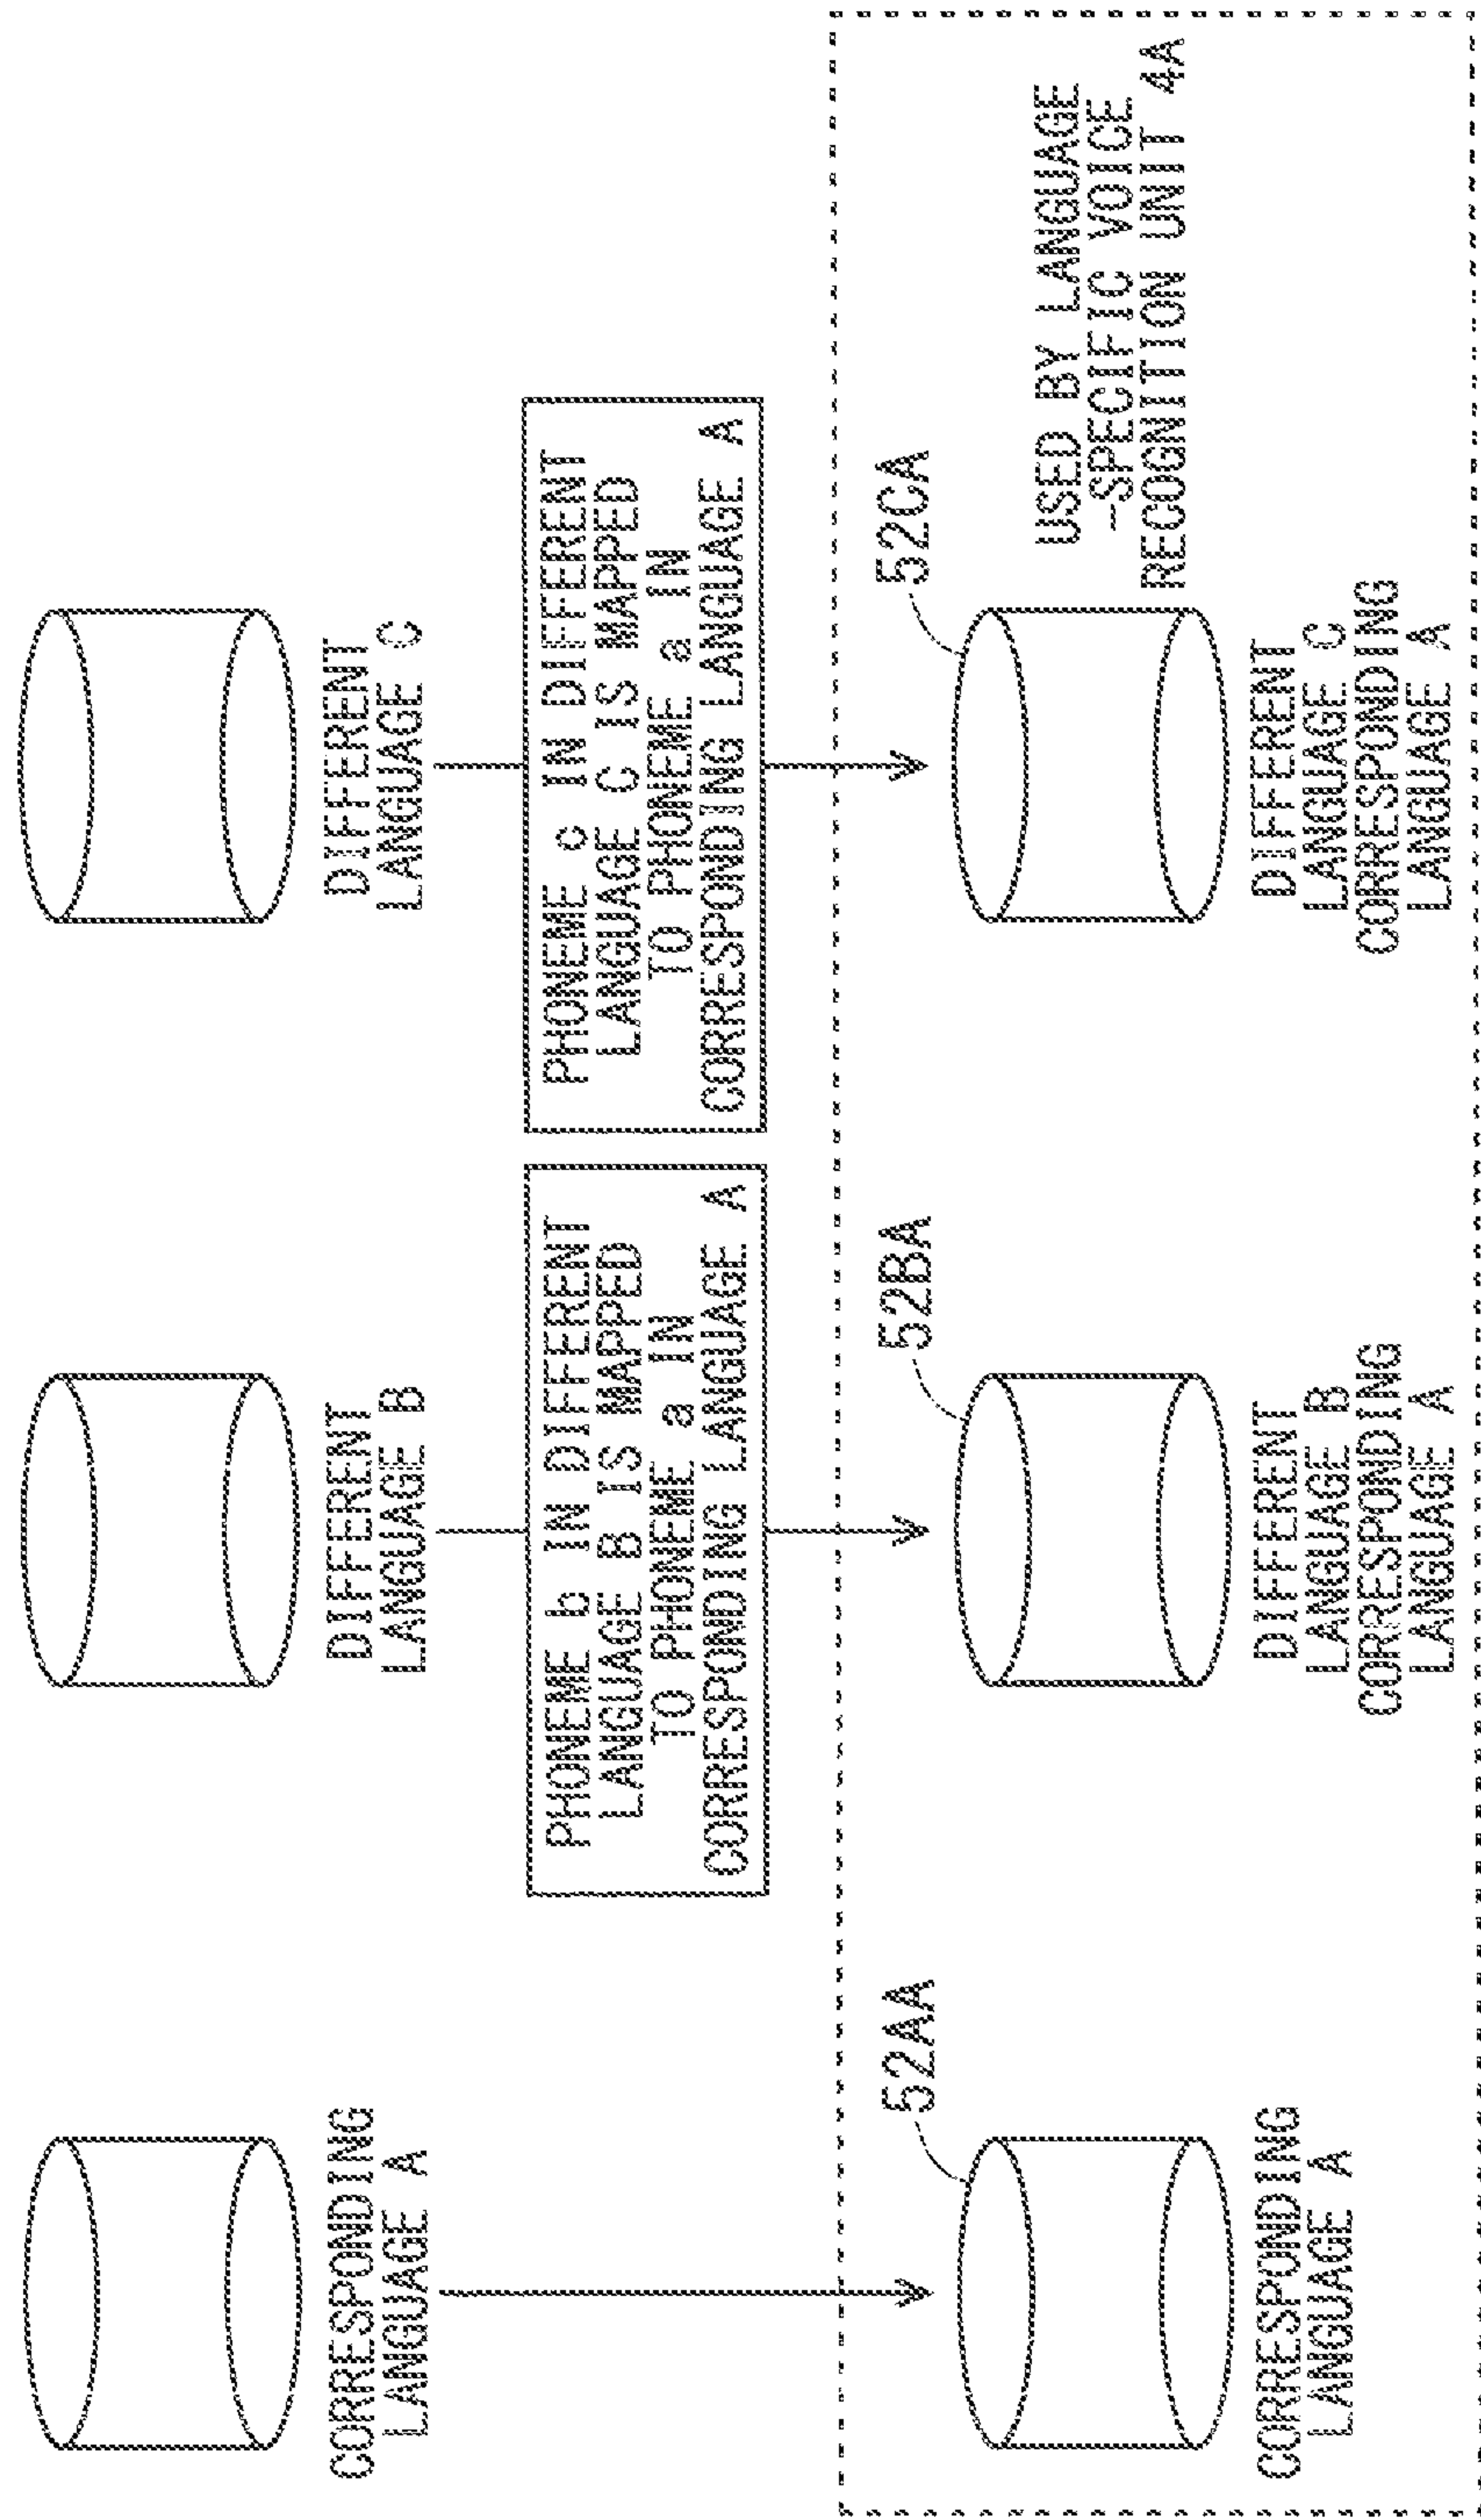 CORRESPONDING
LANGUAGE A
DIFFERENT
LANGUAGE B
DIFFERENT
LANGUAGE C
PHONEME b IN DIFFERENT
LANGUAGE B IS MAPPED
TO PHONEME a IN
CORRESPONDING LANGUAGE A
PHONEME c IN DIFFERENT
LANGUAGE C IS MAPPED
TO PHONEME a IN
CORRESPONDING LANGUAGE A
52AA
52BA
52CA
USED BY LANGUAGE
-SPECIFIC VOICE
RECOGNITION UNIT 4A
CORRESPONDING
LANGUAGE A
DIFFERENT
LANGUAGE B
CORRESPONDING
LANGUAGE A
DIFFERENT
LANGUAGE C
CORRESPONDING
LANGUAGE A